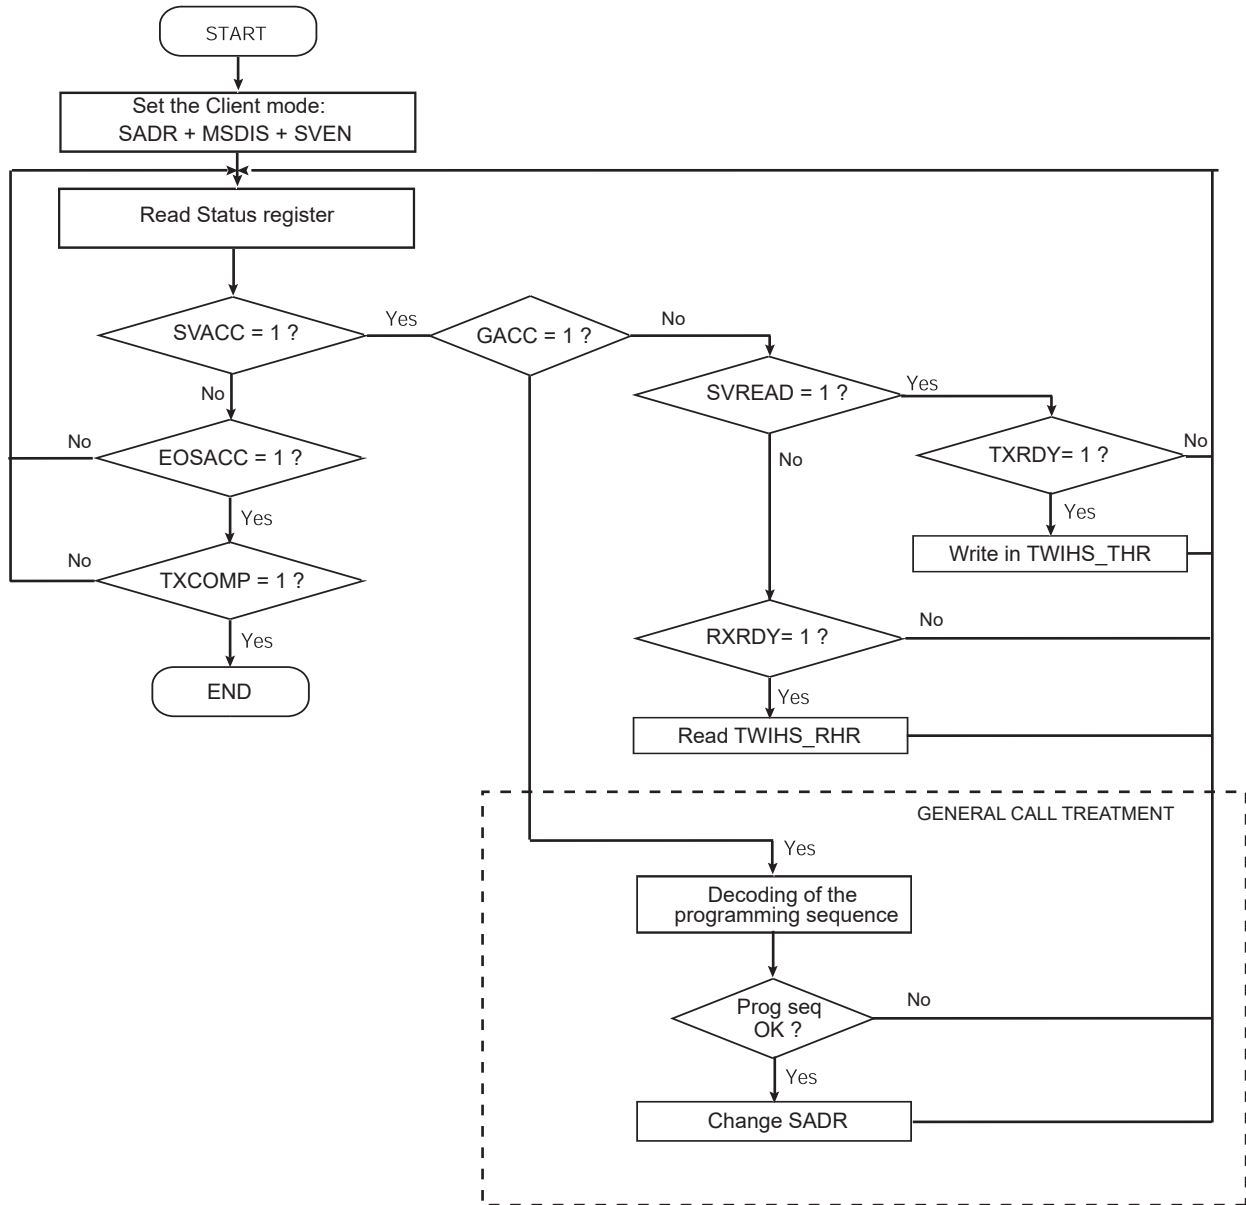 START
Set the Client mode:
SADR + MSDIS + SVEN
Read Status register
SVACC = 1 ?
Yes
GACC = 1 ?
No
SVREAD = 1 ?
Yes
No
No
EOSACC = 1 ?
No
TXRDY= 1 ?
No
Yes
Yes
Write in TWIHS_THR
No
TXCOMP = 1 ?
RXRDY= 1 ?
No
Yes
END
Yes
Read TWIHS_RHR
GENERAL CALL TREATMENT
Yes
Decoding of the
programming sequence
Prog seq
OK ?
No
Yes
Change SADR